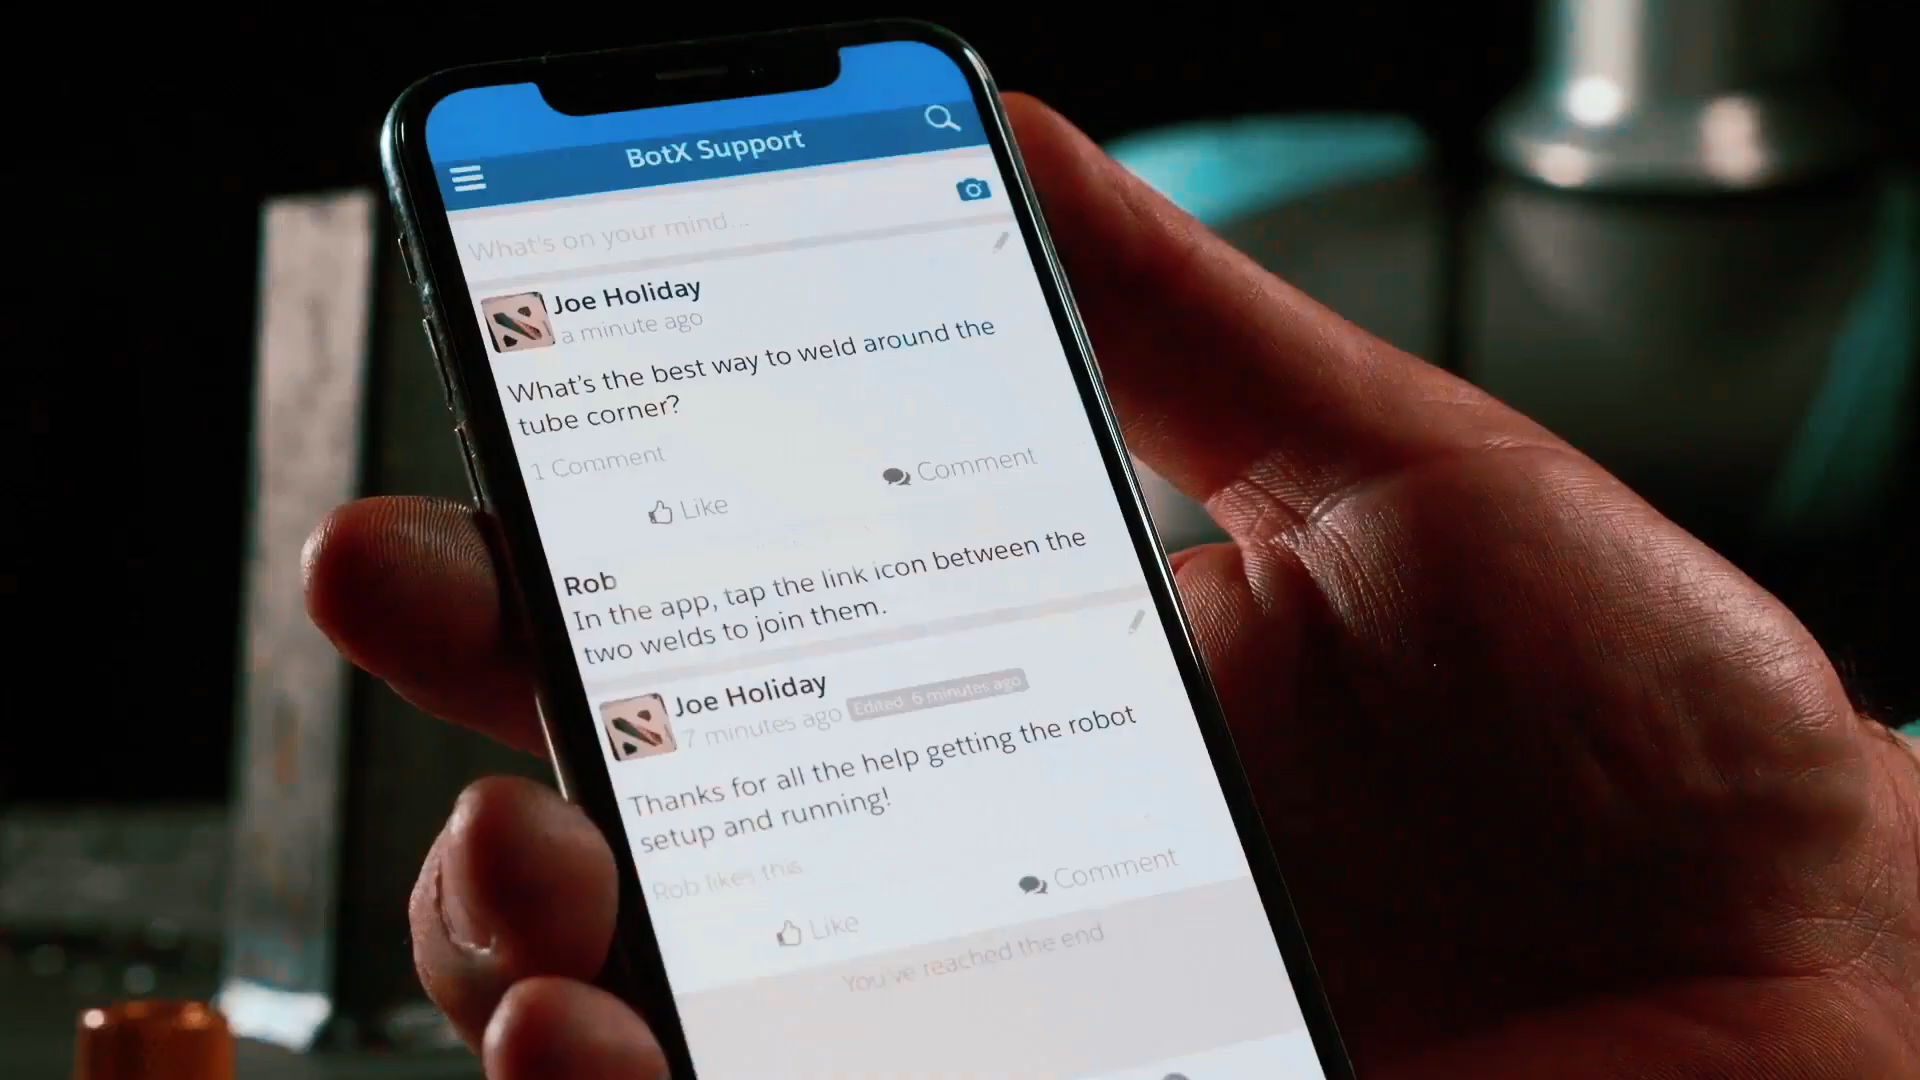 BotX Support
What's on your mind...
Joe Holiday
a minute ago
What's the best way to weld around the
tube corner?
1 Comment
Like
Comment
Rob
In the app, tap the link icon between the
two welds to join them.
Joe Holiday
7 minutes ago
Edited 6 minutes ago
Thanks for all the help getting the robot
setup and running!
Rob likes this
Like
Comment
You've reached the end